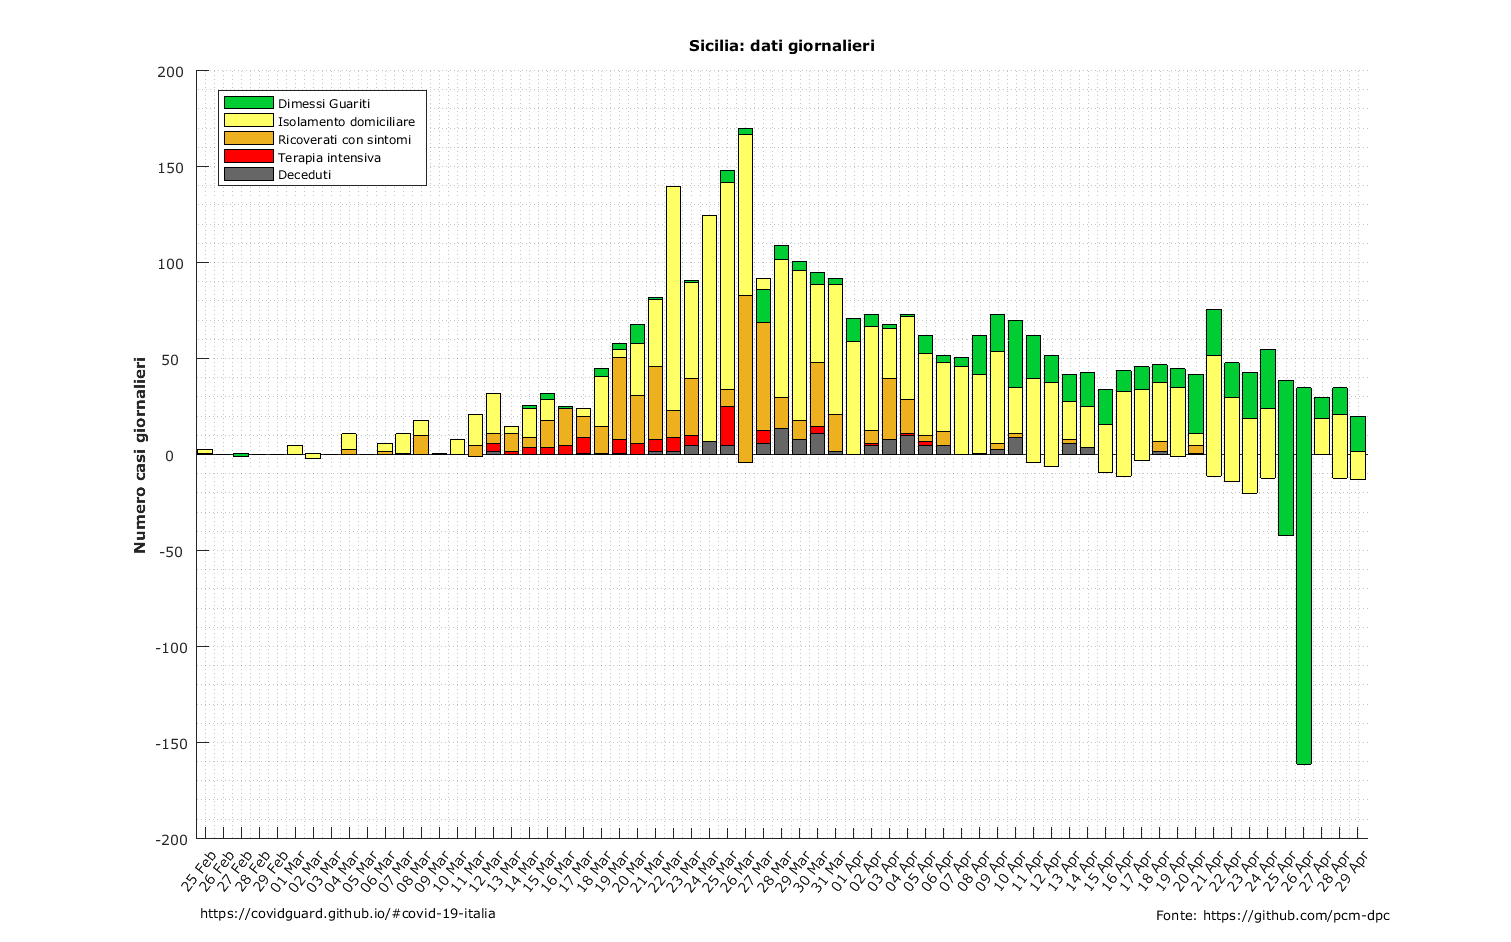 Sicilia: dati giornalieri
200
150
100
50
0
-50
-100
-150
-200
Numero casi giornalieri
Dimessi Guariti
Isolamento domiciliare
Ricoverati con sintomi
Terapia intensiva
Deceduti
25 Feb
26 Feb
27 Feb
28 Feb
29 Feb
01 Mar
02 Mar
03 Mar
04 Mar
05 Mar
06 Mar
07 Mar
08 Mar
09 Mar
10 Mar
11 Mar
12 Mar
13 Mar
14 Mar
15 Mar
16 Mar
17 Mar
18 Mar
19 Mar
20 Mar
21 Mar
22 Mar
23 Mar
24 Mar
25 Mar
26 Mar
27 Mar
28 Mar
29 Mar
30 Mar
31 Mar
01 Apr
02 Apr
03 Apr
04 Apr
05 Apr
06 Apr
07 Apr
08 Apr
09 Apr
10 Apr
11 Apr
12 Apr
13 Apr
14 Apr
15 Apr
16 Apr
17 Apr
18 Apr
19 Apr
20 Apr
21 Apr
22 Apr
23 Apr
24 Apr
25 Apr
26 Apr
27 Apr
28 Apr
29 Apr
https://covidguard.github.io/#covid-19-italia
Fonte: https://github.com/pcm-dpc